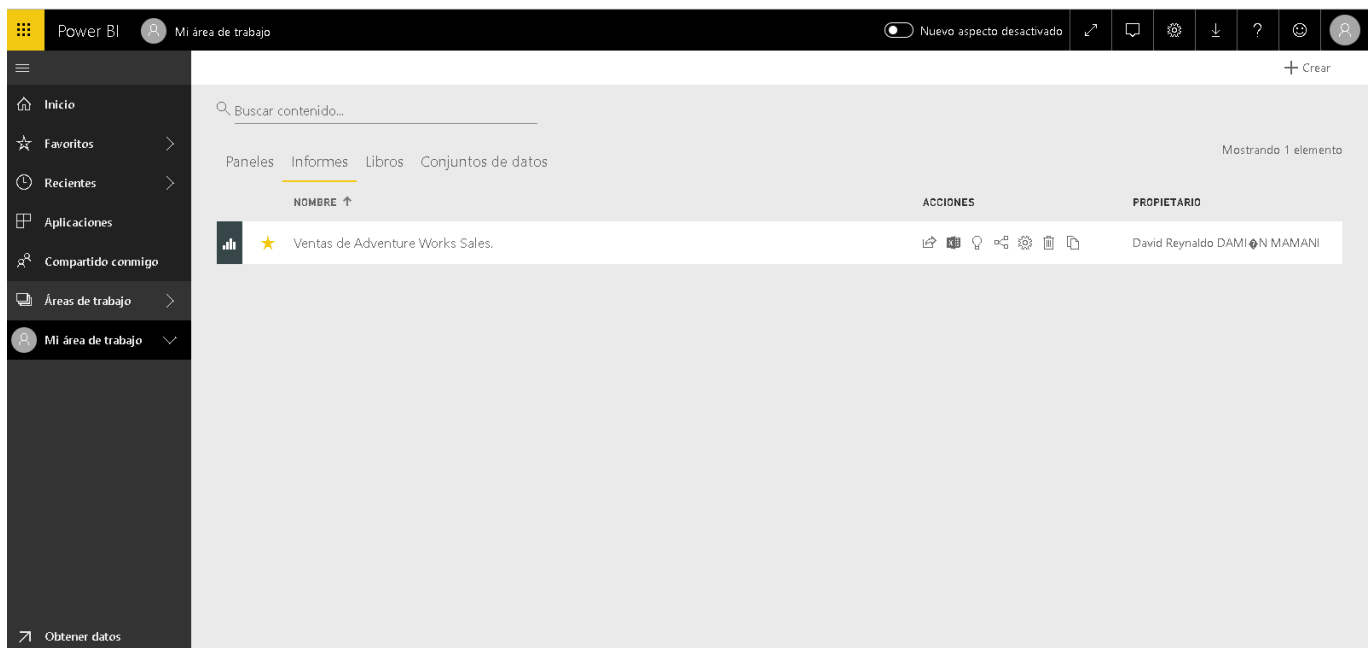 Power BI Mi área de trabajo Nuevo aspecto desactivado ?
+ Crear
Inicio
Favoritos
Recientes
Aplicaciones
Compartido conmigo
Áreas de trabajo
Mi área de trabajo
Obtener datos
Buscar contenido...
Paneles Informes Libros Conjuntos de datos
Mostrando 1 elemento
NOMBRE ↑ ACCIONES PROPIETARIO
Ventas de Adventure Works Sales. David Reynaldo DAMI�N MAMANI